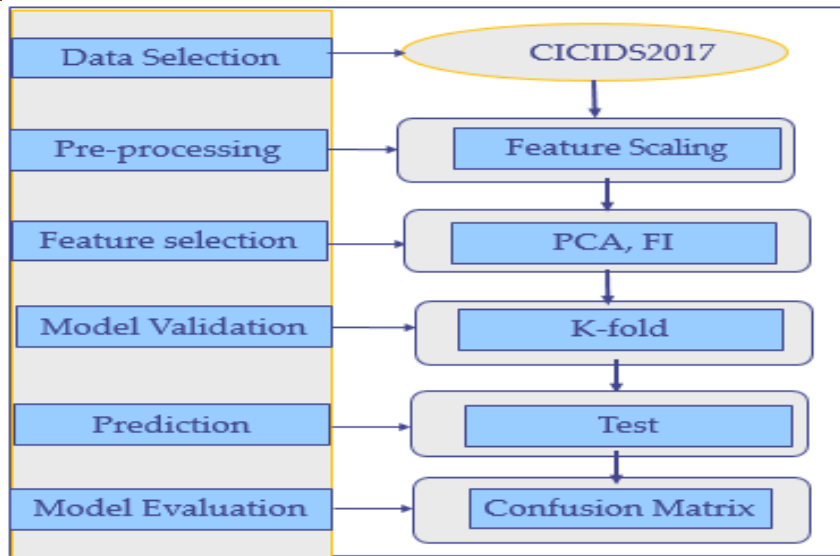 Data Selection
CICIDS2017
Pre-processing
Feature Scaling
Feature selection
PCA, FI
Model Validation
K-fold
Prediction
Test
Model Evaluation
Confusion Matrix